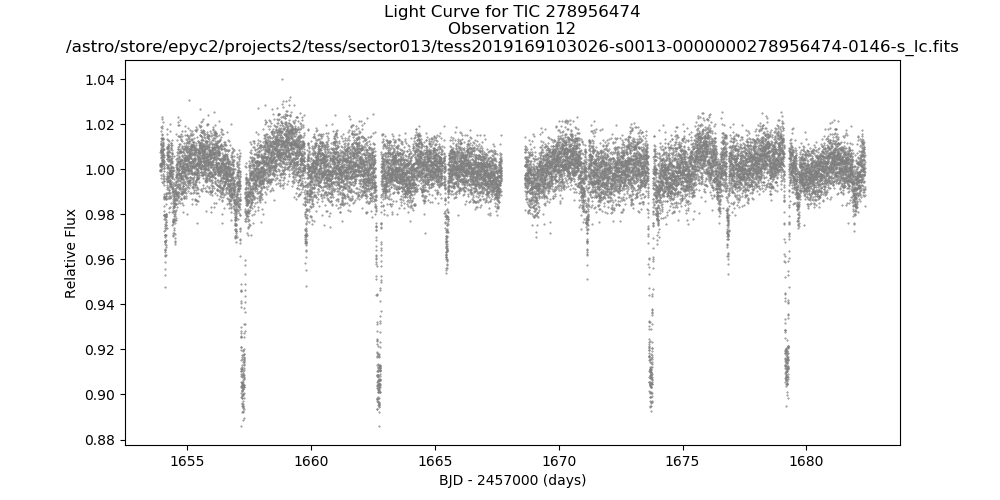 Light Curve for TIC 278956474
Observation 12
/astro/store/epyc2/projects2/tess/sector013/tess2019169103026-s0013-0000000278956474-0146-s_lc.fits
1.04
1.02
1.00
0.98
0.96
0.94
0.92
0.90
0.88
Relative Flux
1655 1660 1665 1670 1675 1680
BJD - 2457000 (days)